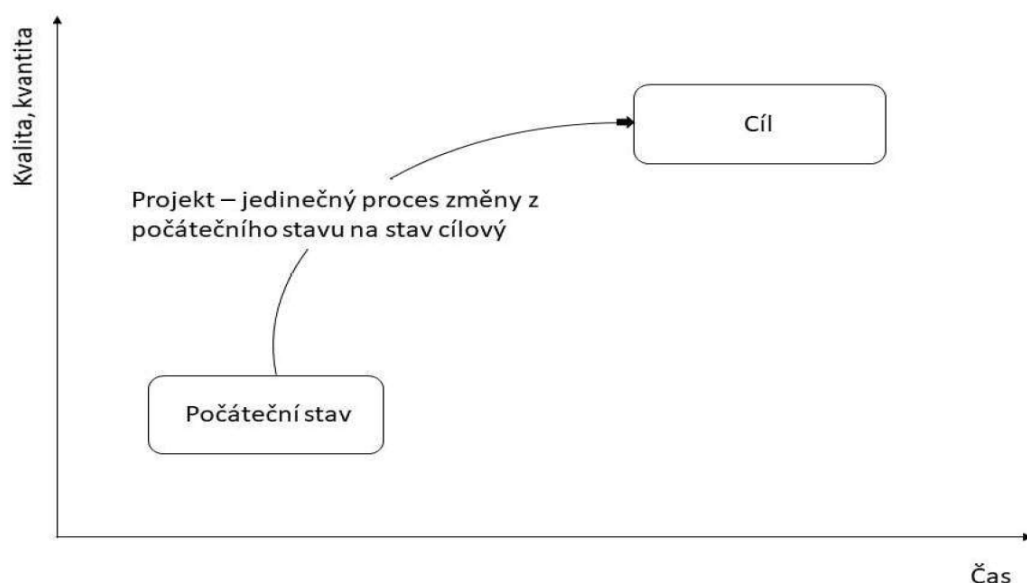 Kvalita, kvantita
Cíl
Projekt – jedinečný proces změny z
počátečního stavu na stav cílový
Počáteční stav
Čas